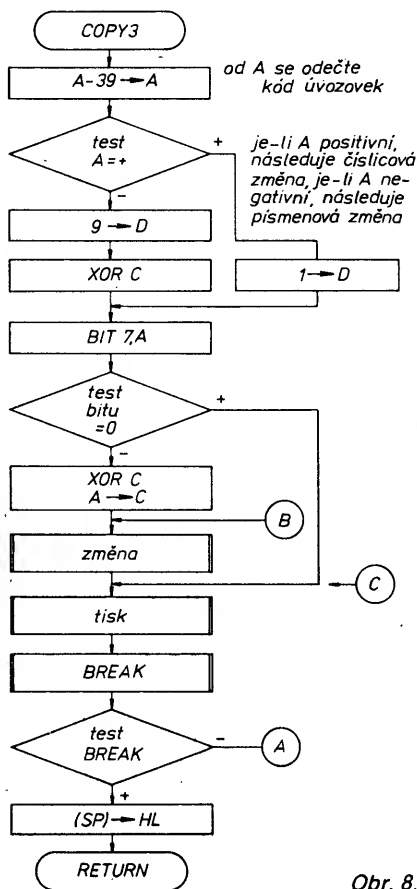 COPY3
A-39→A
od A se odečte
kód úvozovek
test
A=+
+
-
je-li A positivní,
následuje číslicová
změna, je-li A ne-
gativní, následuje
písmenová změna
9→D
XOR C
1→D
BIT 7,A
test
bitu
=0
+
-
XOR C
A→C
B
změna
C
tisk
BREAK
test
BREAK
-
A
+
(SP)→HL
RETURN
Obr. 8.